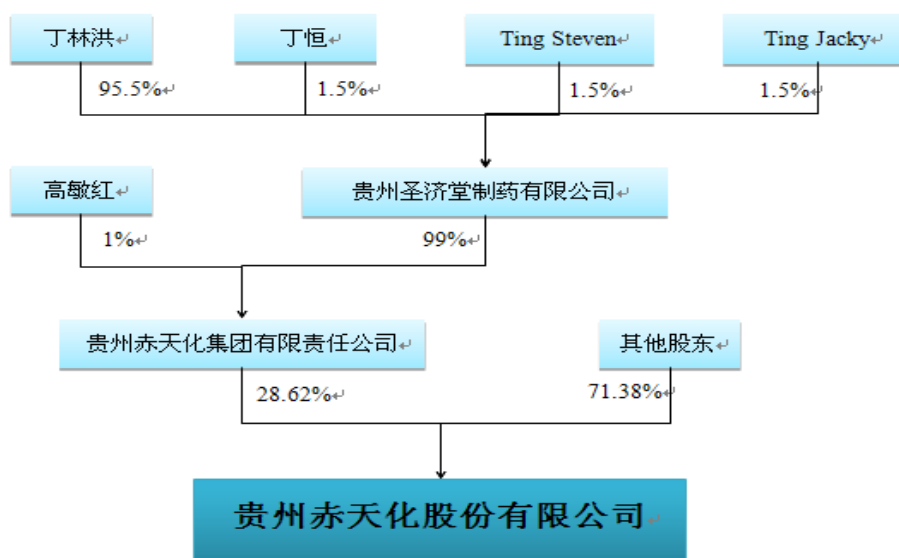 丁林洪
丁恒
Ting Steven
Ting Jacky
95.5%
1.5%
1.5%
1.5%
高敏红
贵州圣济堂制药有限公司
1%
99%
贵州赤天化集团有限责任公司
其他股东
28.62%
71.38%
贵州赤天化股份有限公司